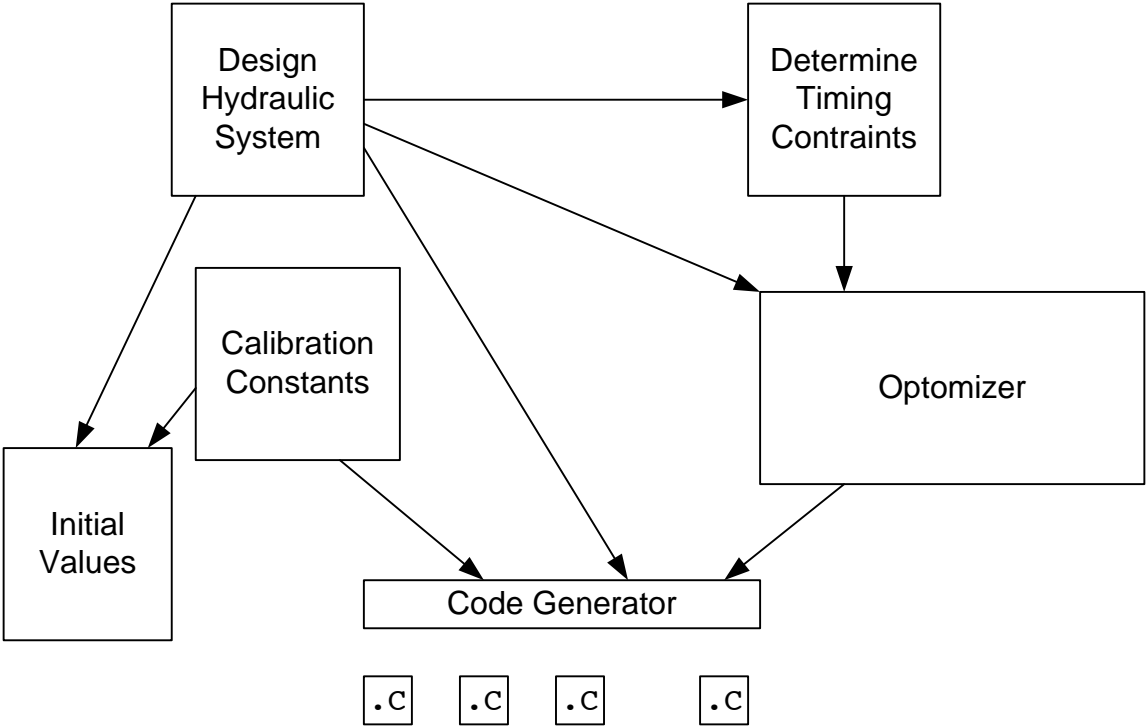 Design
Hydraulic
System
Determine
Timing
Contraints
Calibration
Constants
Optomizer
Initial
Values
Code Generator
.c
.c
.c
.c